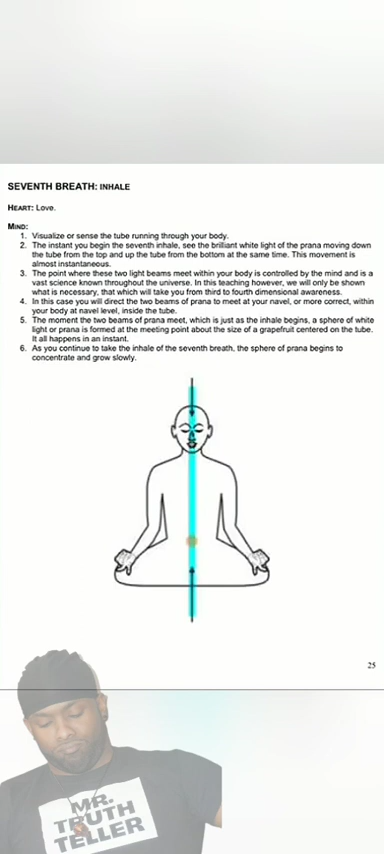 SEVENTH BREATH: INHALE
HEART: Love.
MIND:
1. Visualize or sense the tube running through your body.
2. The instant you begin the seventh inhale, see the brilliant white light of the prana moving down
the tube from the top and up the tube from the bottom at the same time. This movement is
almost instantaneous.
3. The point where these two light beams meet within your body is controlled by the mind and is a
vast science known throughout the universe. In this teaching however, we will only be shown
what is necessary, that which will take you from third to fourth dimensional awareness.
4. In this case you will direct the two beams of prana to meet at your navel, or more correct, within
your body at navel level, inside the tube.
5. The moment the two beams of prana meet, which is just as the inhale begins, a sphere of white
light or prana is formed at the meeting point about the size of a grapefruit centered on the tube.
It all happens in an instant.
6. As you continue to take the inhale of the seventh breath, the sphere of prana begins to
concentrate and grow slowly.
25
MR.
TRUTH
TELLER